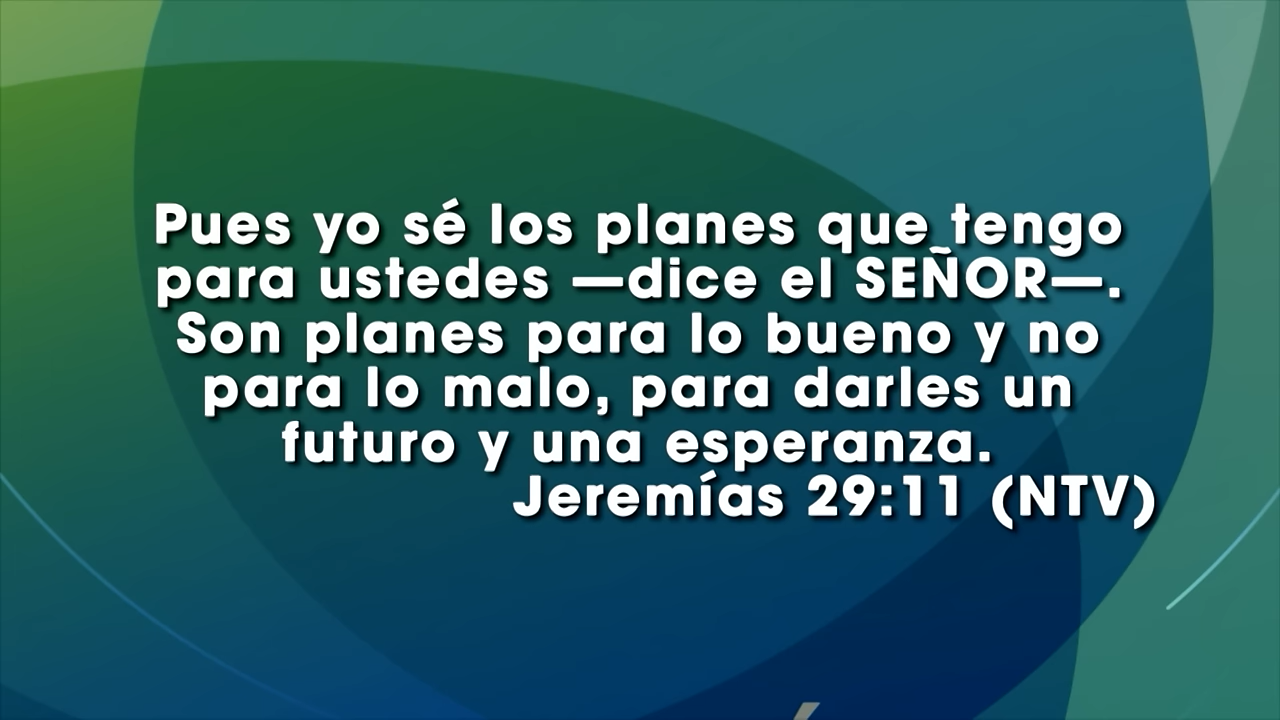 Pues yo sé los planes que tengo
para ustedes —dice el SEÑOR—.
Son planes para lo bueno y no
para lo malo, para darles un
futuro y una esperanza.
Jeremías 29:11 (NTV)